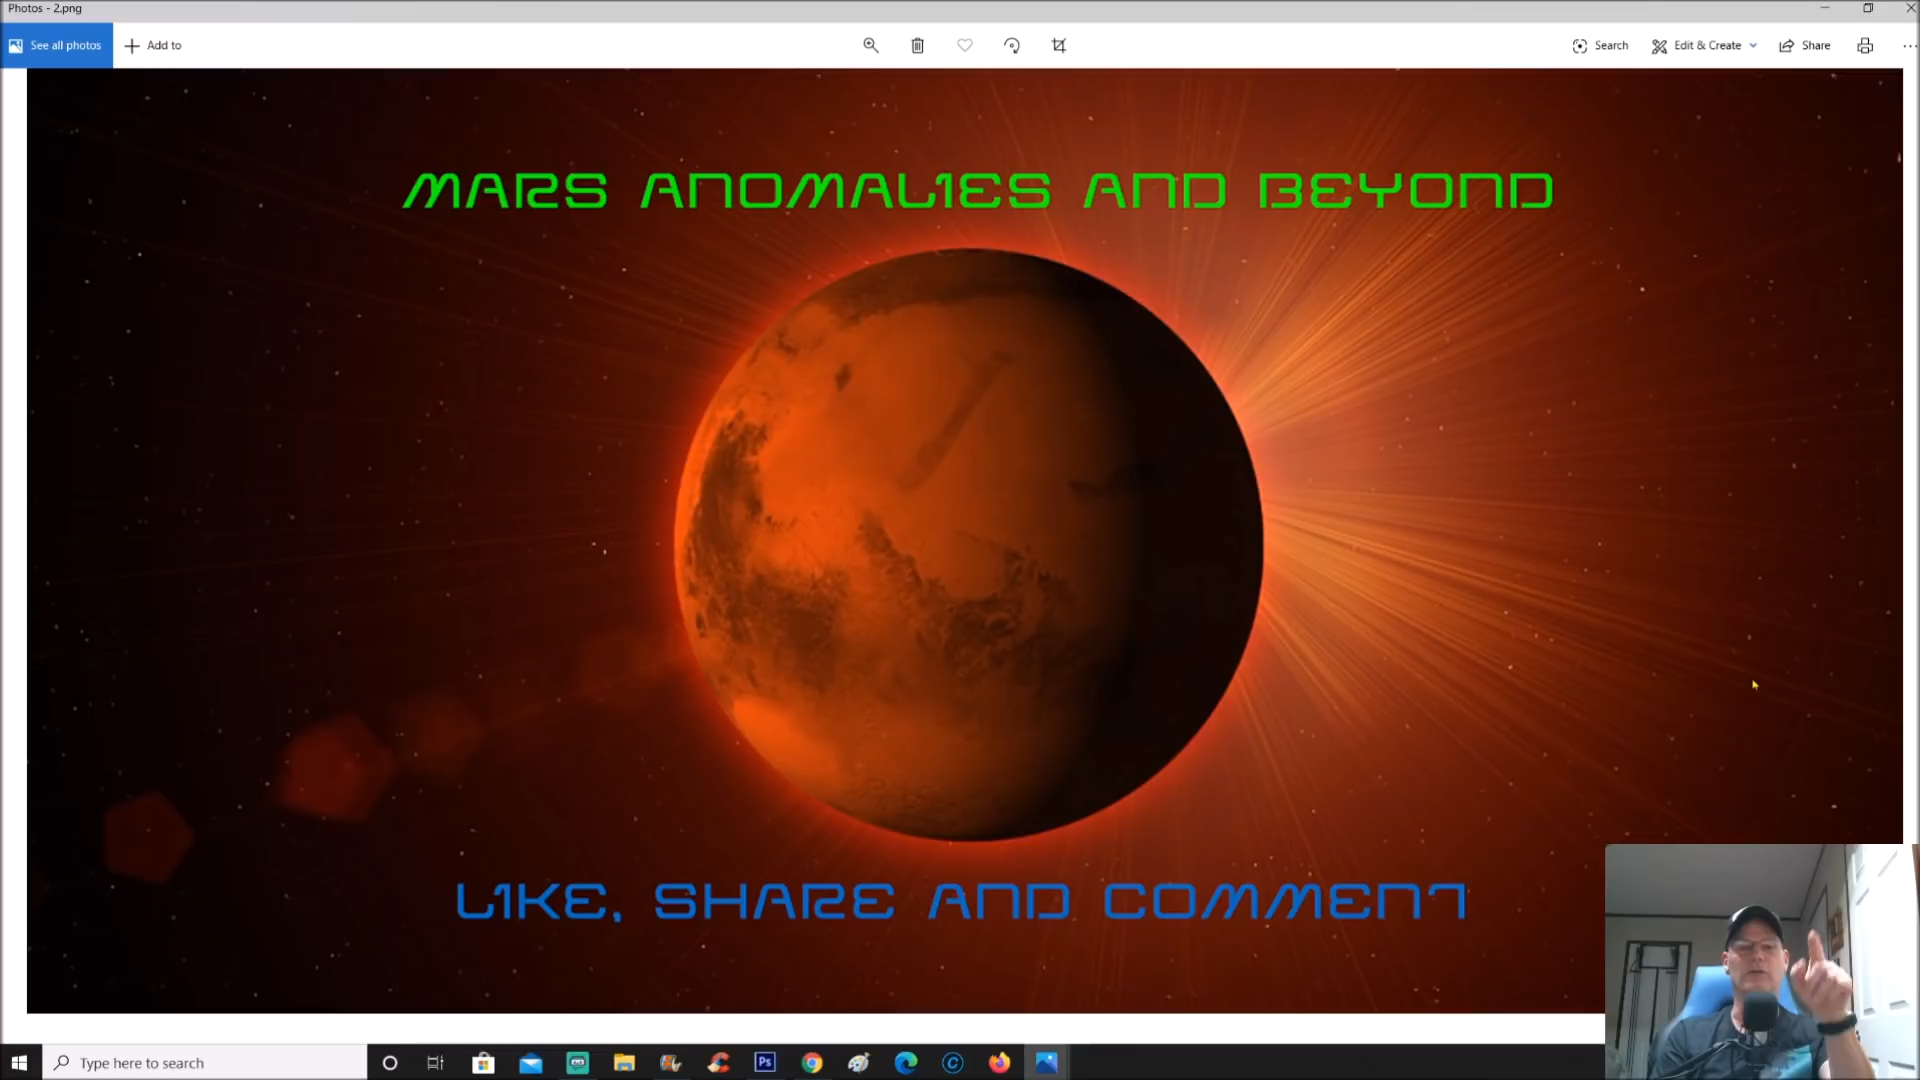 Photos - 2.png
See all photos
Add to
Search
Edit & Create
Share
MARS ANOMALIES AND BEYOND
LIKE, SHARE AND COMMENT
Type here to search
Ps